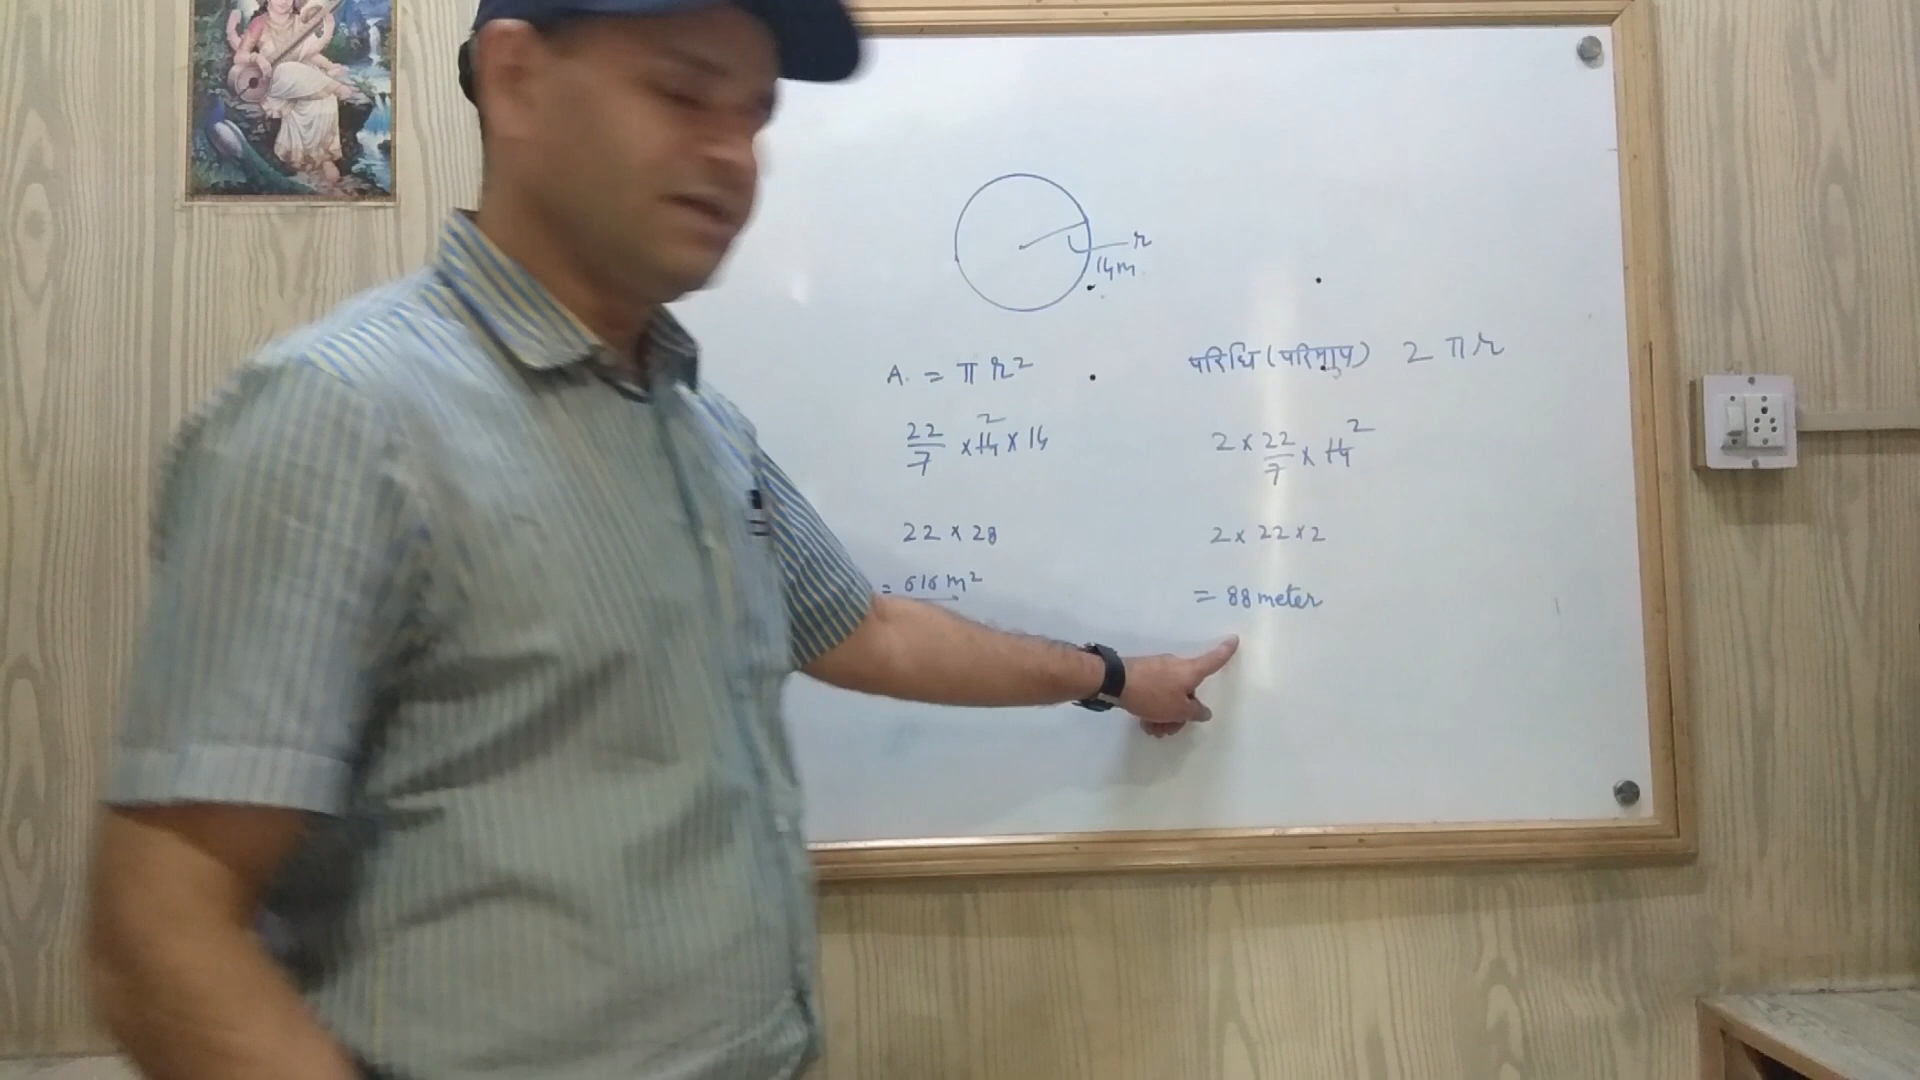 r
14m
A. = π r²
22/7 × 14 2 × 14
22 × 28
= 616 m²
परिधि (परिमाप) 2 π r
2 × 22/7 × 14 2
2 × 22 × 2
= 88 meter